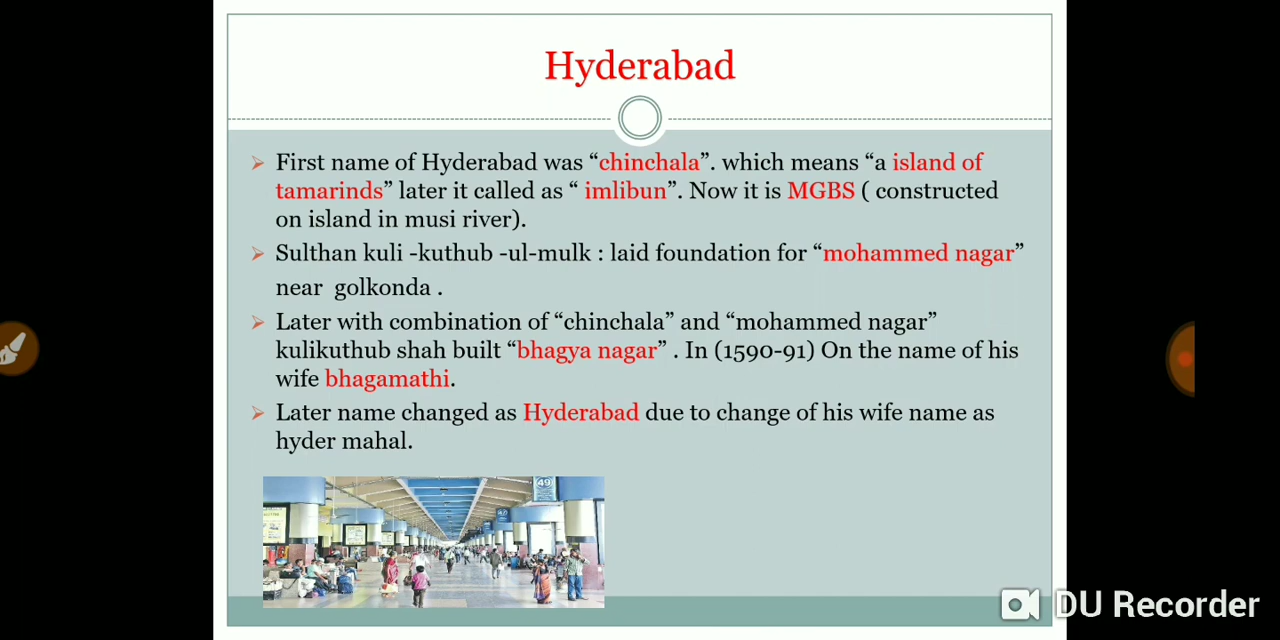 Hyderabad
First name of Hyderabad was “chinchala”. which means “a island of
tamarinds” later it called as “ imlibun”. Now it is MGBS ( constructed
on island in musi river).
Sulthan kuli -kuthub -ul-mulk : laid foundation for “mohammed nagar”
near golkonda .
Later with combination of “chinchala” and “mohammed nagar”
kulikuthub shah built “bhagya nagar” . In (1590-91) On the name of his
wife bhagamathi.
Later name changed as Hyderabad due to change of his wife name as
hyder mahal.
49
DU Recorder